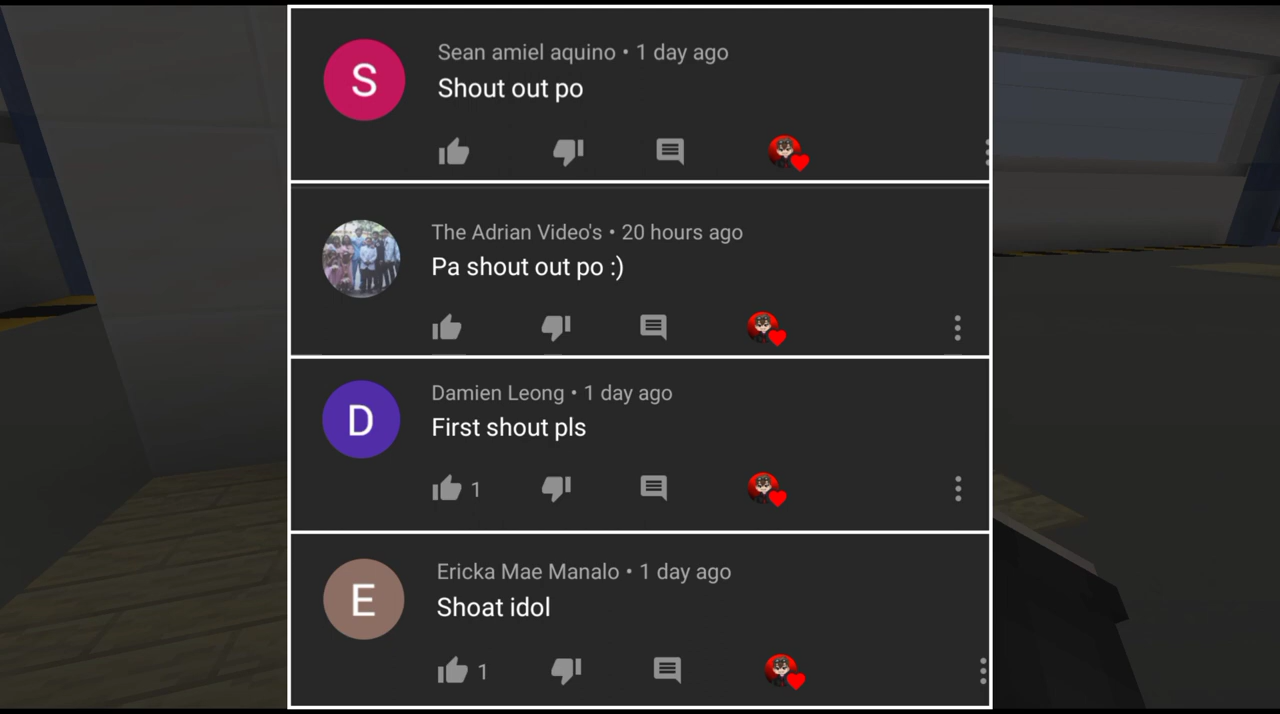 S
Sean amiel aquino • 1 day ago
Shout out po
The Adrian Video's • 20 hours ago
Pa shout out po :)
D
Damien Leong • 1 day ago
First shout pls
1
E
Ericka Mae Manalo • 1 day ago
Shoat idol
1